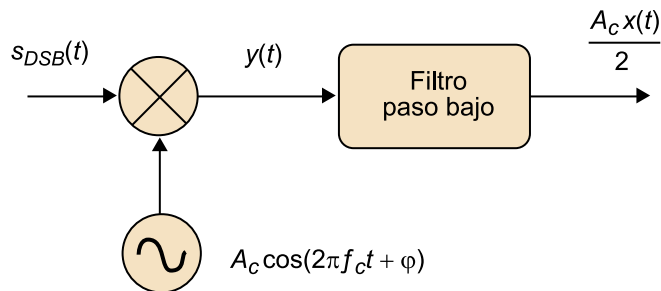 s_DSB(t)
y(t)
Filtro
paso bajo
A_c x(t)
2
A_c cos(2πf_c t + φ)